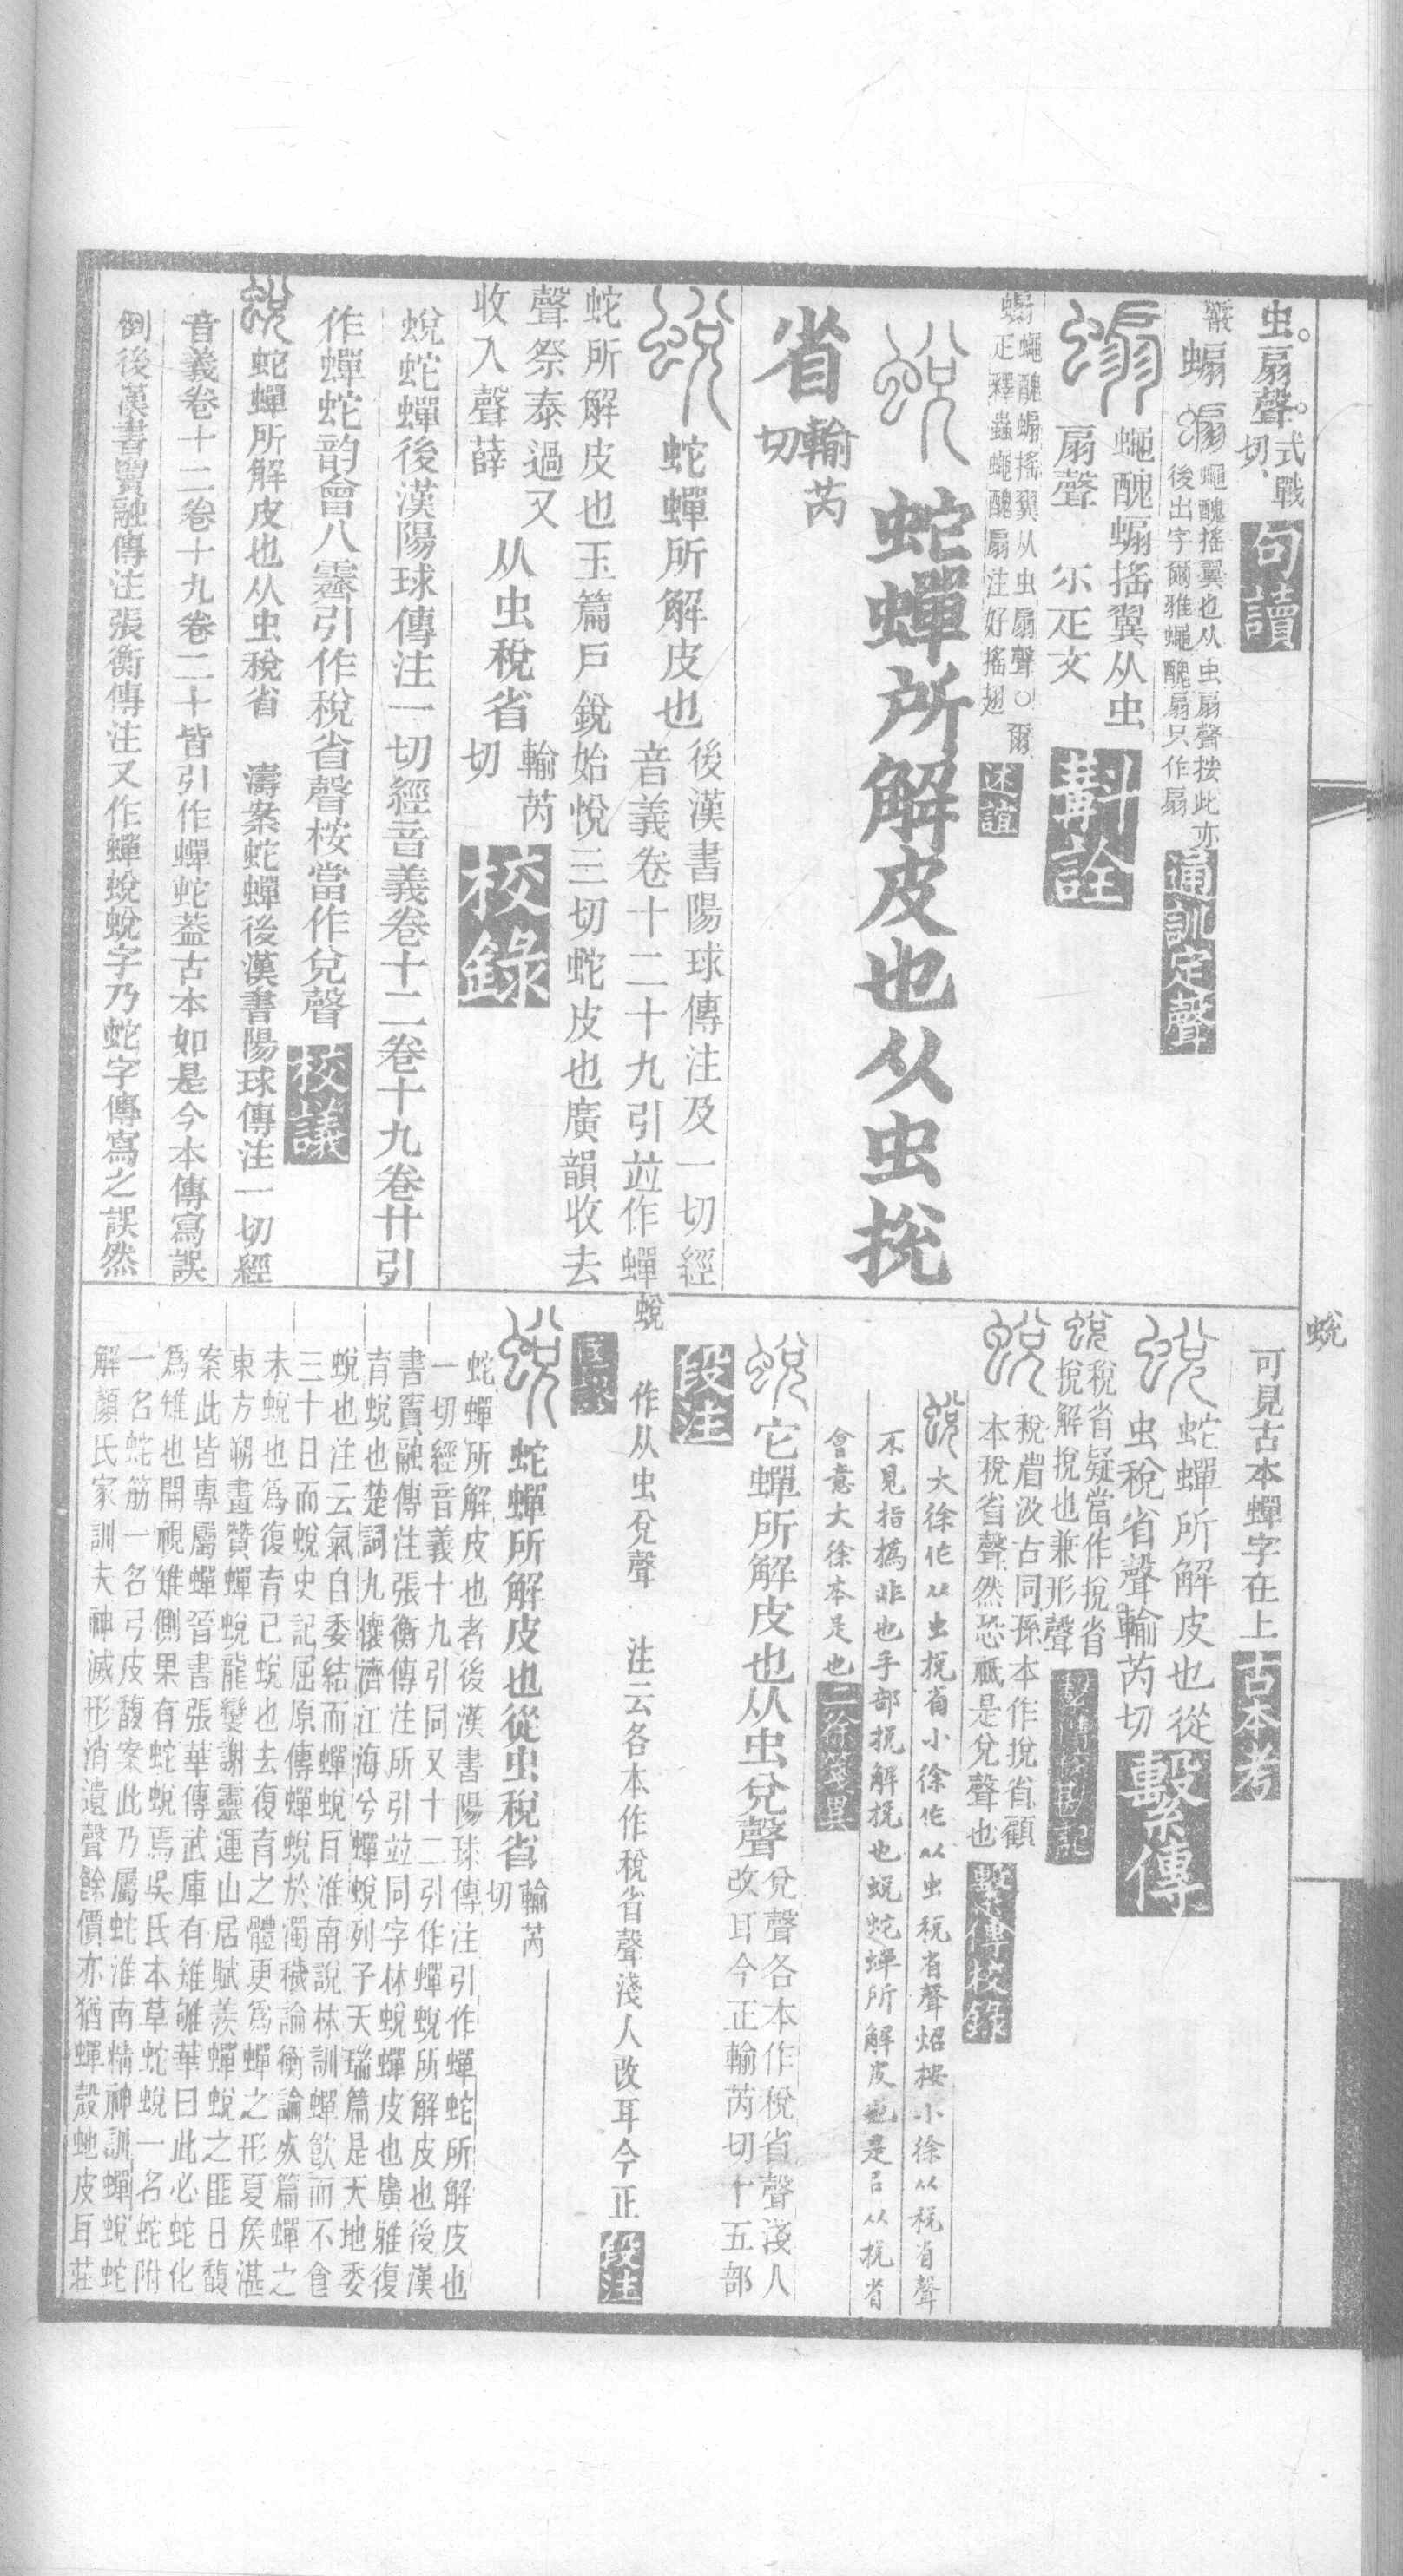 虫。扇聲。式戰切、句讀
蝙蠅醜搖翼也从虫扇聲按此亦
後出字爾雅蠅醜扇只作扇
通訓定聲
蠅醜蝙搖翼从虫
扇聲 尒疋文
斠詮
蠅醜蝙搖翼从虫扇聲○爾
疋釋蟲蠅醜扇注好搖翅
述誼
蛻 蛇蟬所解皮也从虫挩
省 輸芮切
蛻 蛇蟬所解皮也 後漢書陽球傳注及一切經
音義卷十二十九引竝作蟬蛻
蛇所解皮也玉篇戶銳始悅三切蛇皮也廣韻收去
聲祭泰過又
收入聲薛
从虫稅省 輸芮切 校錄
蛻蛇蟬後漢陽球傳注一切經音義卷十二卷十九卷廿引
作蟬蛇韵會八霽引作稅省聲桉當作兌聲 校議
蛻 蛇蟬所解皮也从虫稅省 濤案蛇蟬後漢書陽球傳注一切經
音義卷十二卷十九卷二十皆引作蟬蛇葢古本如是今本傳寫誤
倒後漢書竇融傳注張衡傳注又作蟬蛻蛻字乃蛇字傳寫之誤然
蛻
可見古本蟬字在上 古本考
蛻 蛇蟬所解皮也從
虫稅省聲輸芮切 繫傳
蛻 稅省疑當作挩省
挩解挩也兼形聲
蛻 稅省汲古同孫本作挩省顧
本稅省聲然恐祗是兌聲也
繫傳校錄
蛻 大徐作从虫挩省小徐作从虫稅省聲炤按小徐从稅省聲
不見指撝非也手部挩解挩也蛻蛇蟬所解皮也是㠯从挩省
會意大徐本是也 二徐箋異
蛻 它蟬所解皮也从虫兌聲 兌聲各本作稅省聲淺人
改耳今正輸芮切十五部
段注
作从虫兌聲 注云各本作稅省聲淺人改耳今正 段注
蛻 蛇蟬所解皮也從虫稅省 輸芮切
蛇蟬所解皮也者後漢書陽球傳注引作蟬蛇所解皮也
一切經音義十九引同又十二引作蟬蛻所解皮也後漢
書竇融傳注張衡傳注所引竝同字林蛻蟬皮也廣雅復
育蛻也楚詞九懷濟江海兮蟬蛻列子天瑞篇是天地委
蛻也注云氣自委結而蟬蛻目淮南說林訓蟬飮而不食
三十日而蛻史記屈原傳蟬蛻於濁穢論衡論灰篇蟬之
未蛻也爲復育已蛻也去復育之體更爲蟬之形夏矦湛
東方朔畫贊蟬蛻龍變謝靈運山居賦羨蟬蛻之匪日馥
案此皆專屬蟬晉書張華傳武庫有雉雊華曰此必蛇化
爲雉也開視雉側果有蛇蛻焉吳氏本草蛇蛻一名蛇附
一名蛇筋一名弓皮馥案此乃屬蛇淮南精神訓蟬蛻蛇
解顏氏家訓夫神滅形消遺聲餘價亦猶蟬殼虵皮耳莊